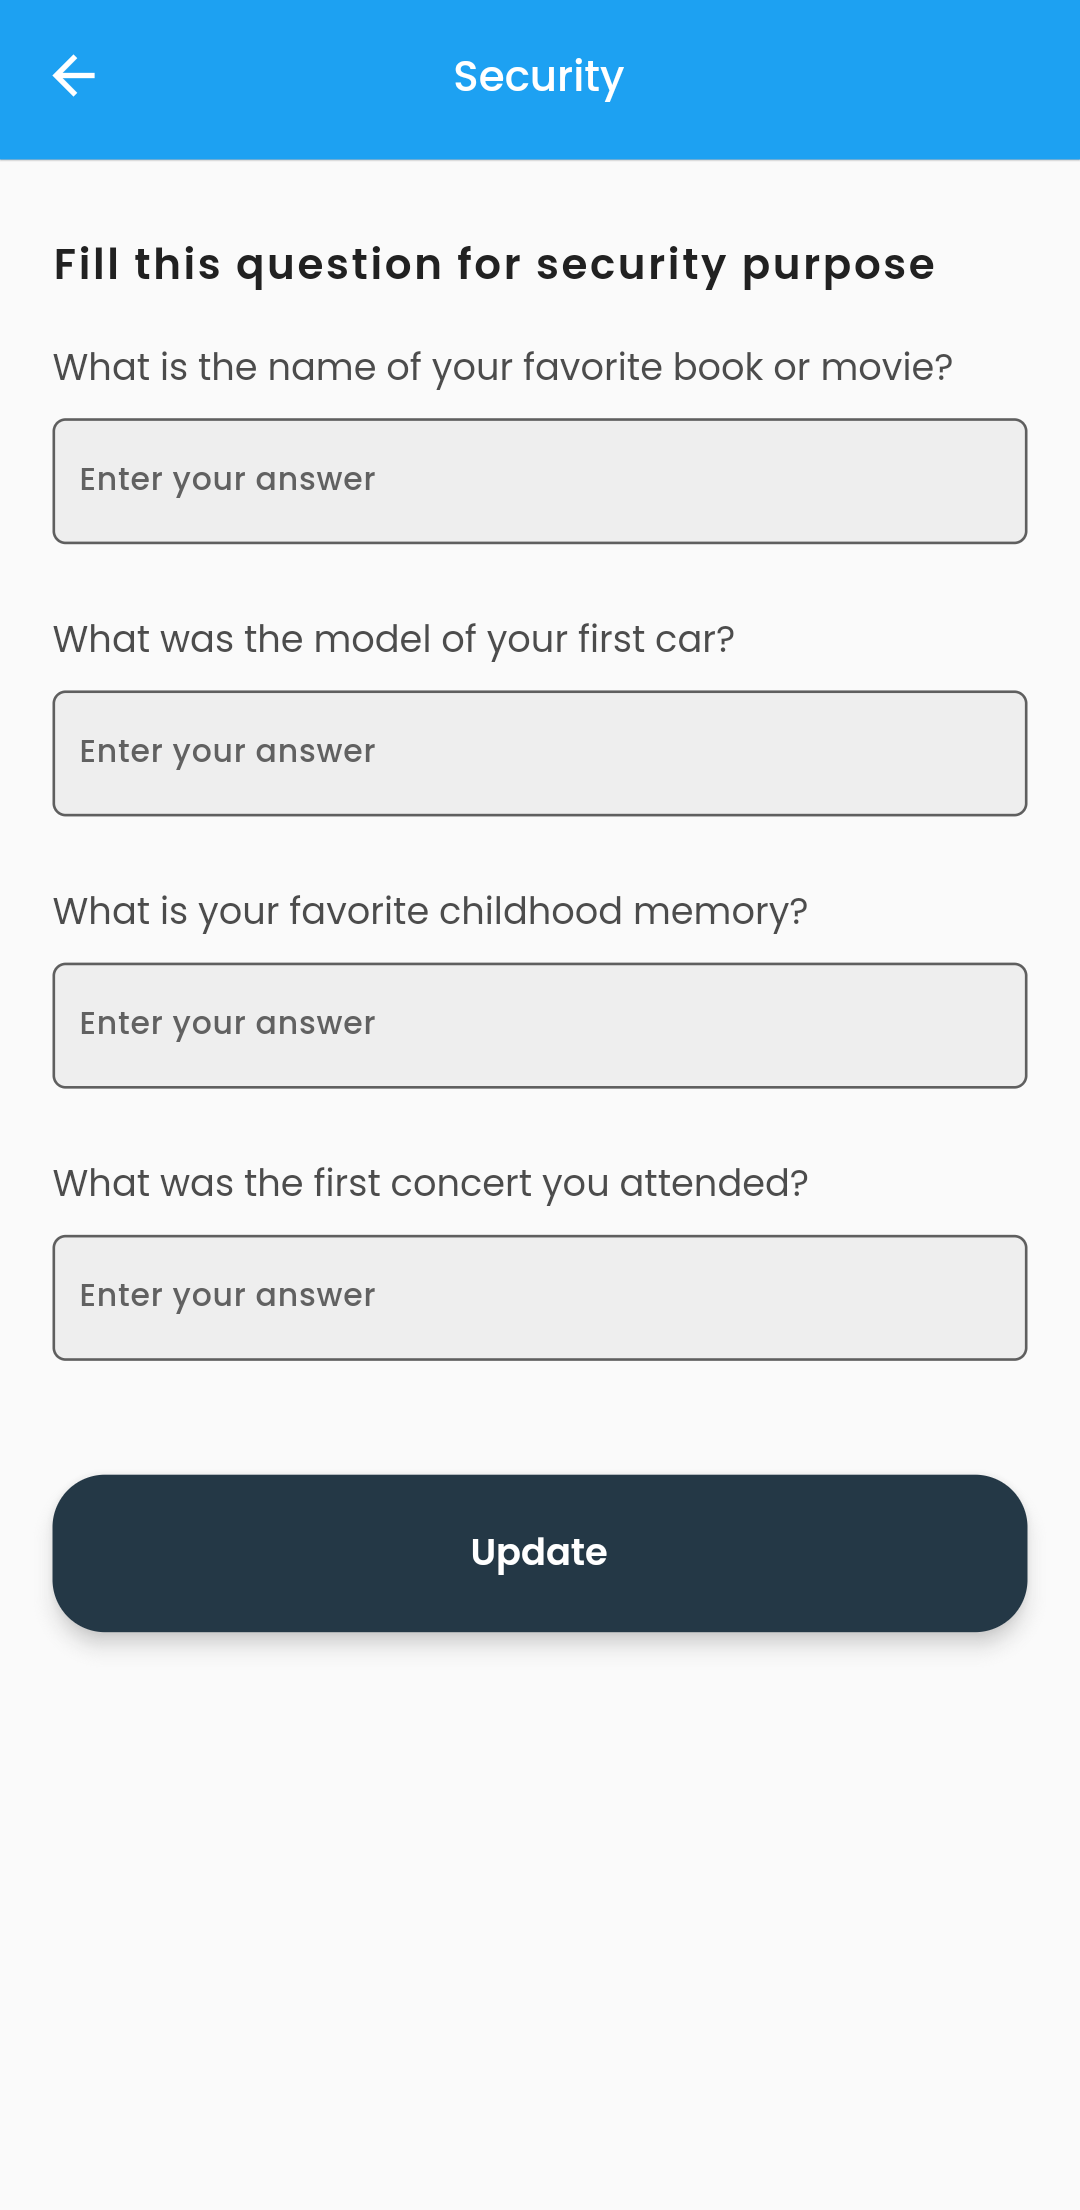 Security
Fill this question for security purpose
What is the name of your favorite book or movie?
Enter your answer
What was the model of your first car?
Enter your answer
What is your favorite childhood memory?
Enter your answer
What was the first concert you attended?
Enter your answer
Update